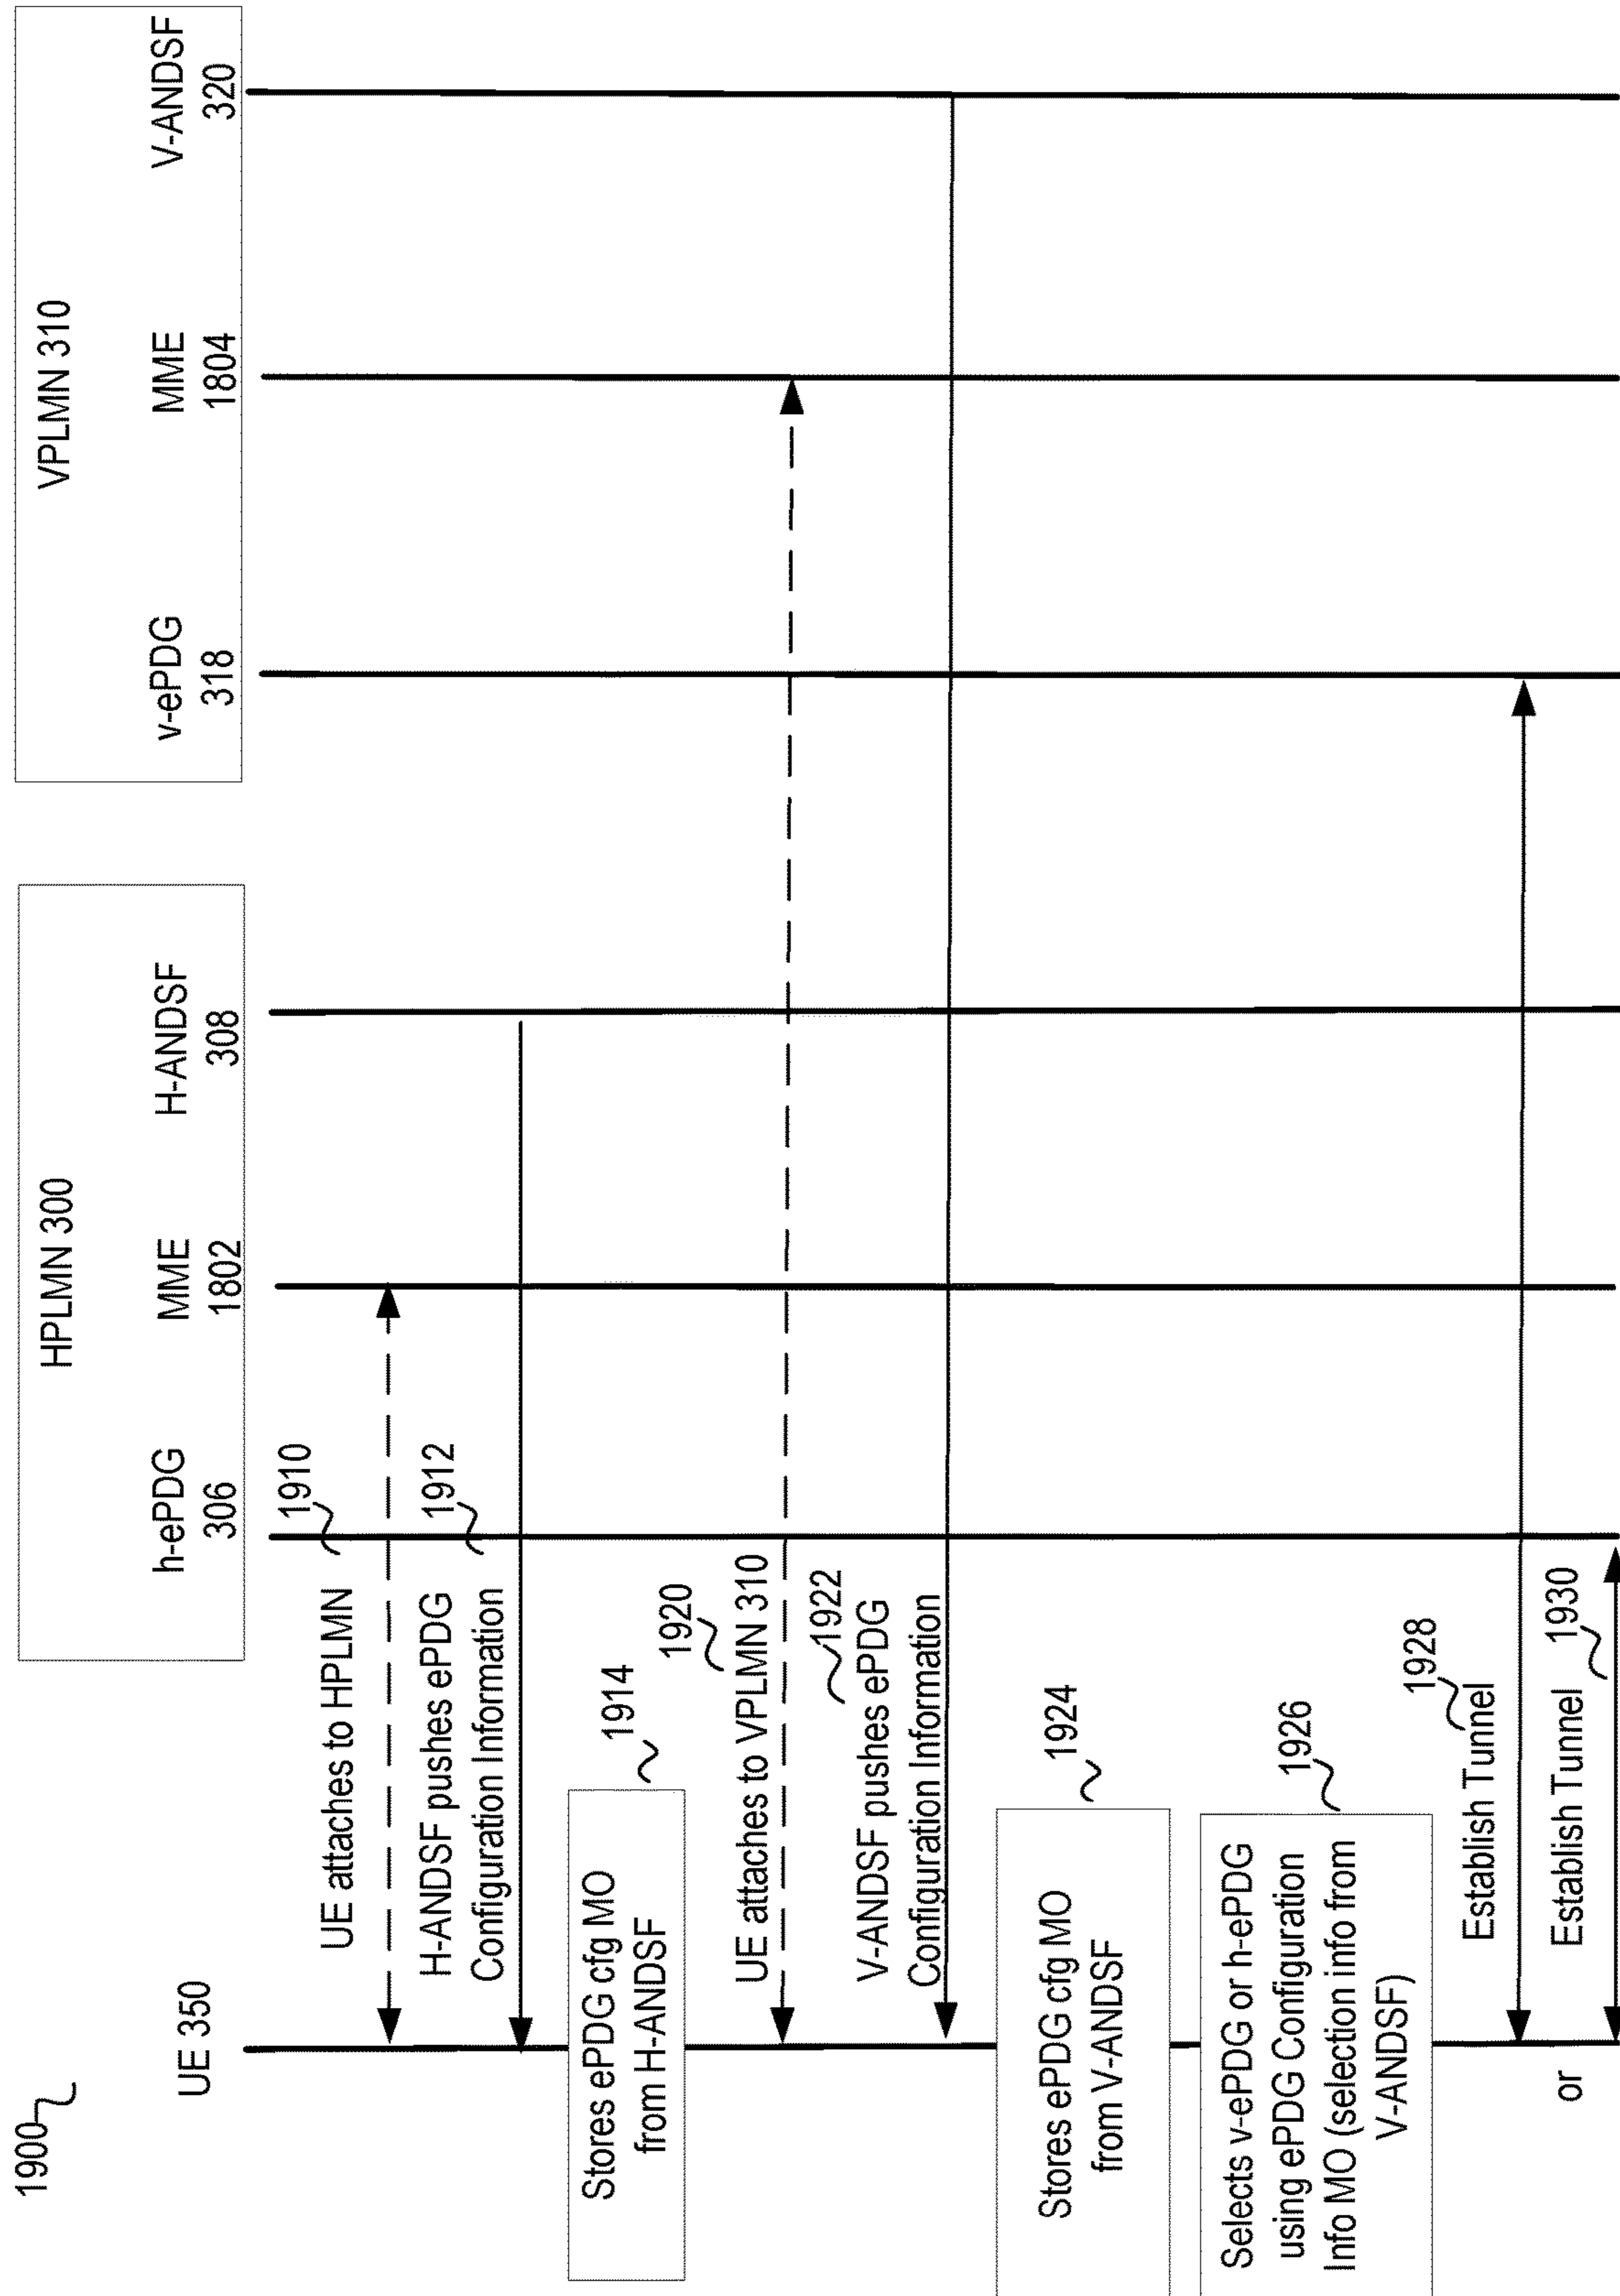 1900
HPLMN 300
VPLMN 310
UE 350
h-ePDG
306
MME
1802
H-ANDSF
308
v-ePDG
318
MME
1804
V-ANDSF
320
1910
UE attaches to HPLMN
1912
H-ANDSF pushes ePDG
Configuration Information
1914
Stores ePDG cfg MO
from H-ANDSF
1920
UE attaches to VPLMN 310
1922
V-ANDSF pushes ePDG
Configuration Information
1924
Stores ePDG cfg MO
from V-ANDSF
1926
Selects v-ePDG or h-ePDG
using ePDG Configuration
Info MO (selection info from
V-ANDSF)
1928
Establish Tunnel
or
Establish Tunnel
1930